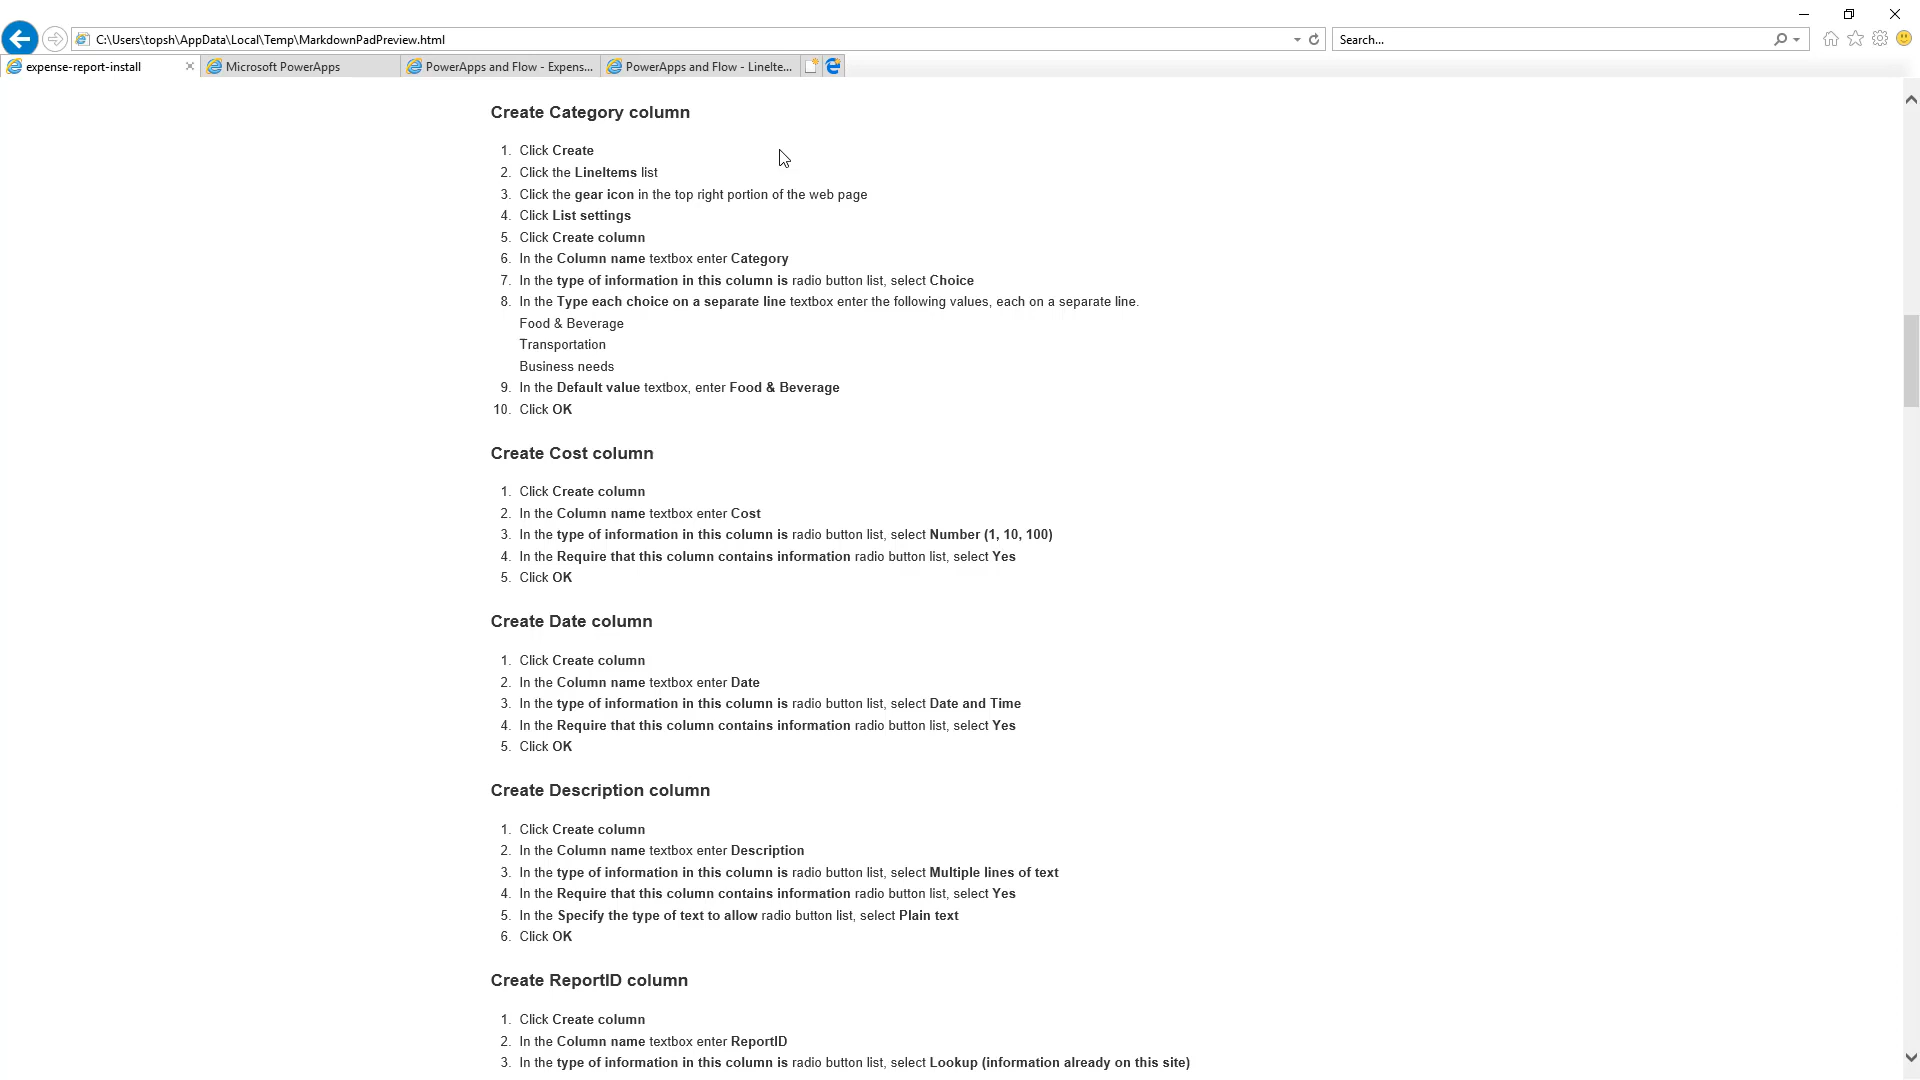 C:\Users\topsh\AppData\Local\Temp\MarkdownPadPreview.html
Search...
expense-report-install
Microsoft PowerApps
PowerApps and Flow - Expens...
PowerApps and Flow - LineIte...
Create Category column
1. Click Create
2. Click the LineItems list
3. Click the gear icon in the top right portion of the web page
4. Click List settings
5. Click Create column
6. In the Column name textbox enter Category
7. In the type of information in this column is radio button list, select Choice
8. In the Type each choice on a separate line textbox enter the following values, each on a separate line.
Food & Beverage
Transportation
Business needs
9. In the Default value textbox, enter Food & Beverage
10. Click OK
Create Cost column
1. Click Create column
2. In the Column name textbox enter Cost
3. In the type of information in this column is radio button list, select Number (1, 10, 100)
4. In the Require that this column contains information radio button list, select Yes
5. Click OK
Create Date column
1. Click Create column
2. In the Column name textbox enter Date
3. In the type of information in this column is radio button list, select Date and Time
4. In the Require that this column contains information radio button list, select Yes
5. Click OK
Create Description column
1. Click Create column
2. In the Column name textbox enter Description
3. In the type of information in this column is radio button list, select Multiple lines of text
4. In the Require that this column contains information radio button list, select Yes
5. In the Specify the type of text to allow radio button list, select Plain text
6. Click OK
Create ReportID column
1. Click Create column
2. In the Column name textbox enter ReportID
3. In the type of information in this column is radio button list, select Lookup (information already on this site)